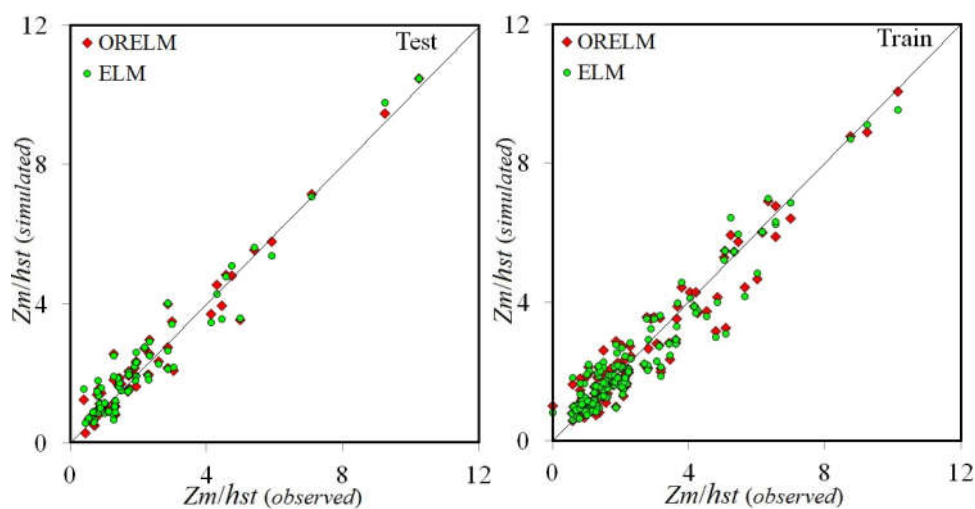 12
Test
ORELM
ELM
8
4
0
Zm/hst (simulated)
0 4 8 12
Zm/hst (observed)
12
Train
ORELM
ELM
8
4
0
Zm/hst (simulated)
0 4 8 12
Zm/hst (observed)